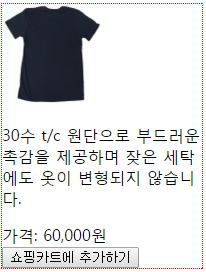 30수 t/c 원단으로 부드러운
촉감을 제공하며 잦은 세탁
에도 옷이 변형되지 않습니
다.
가격: 60,000원
쇼핑카트에 추가하기